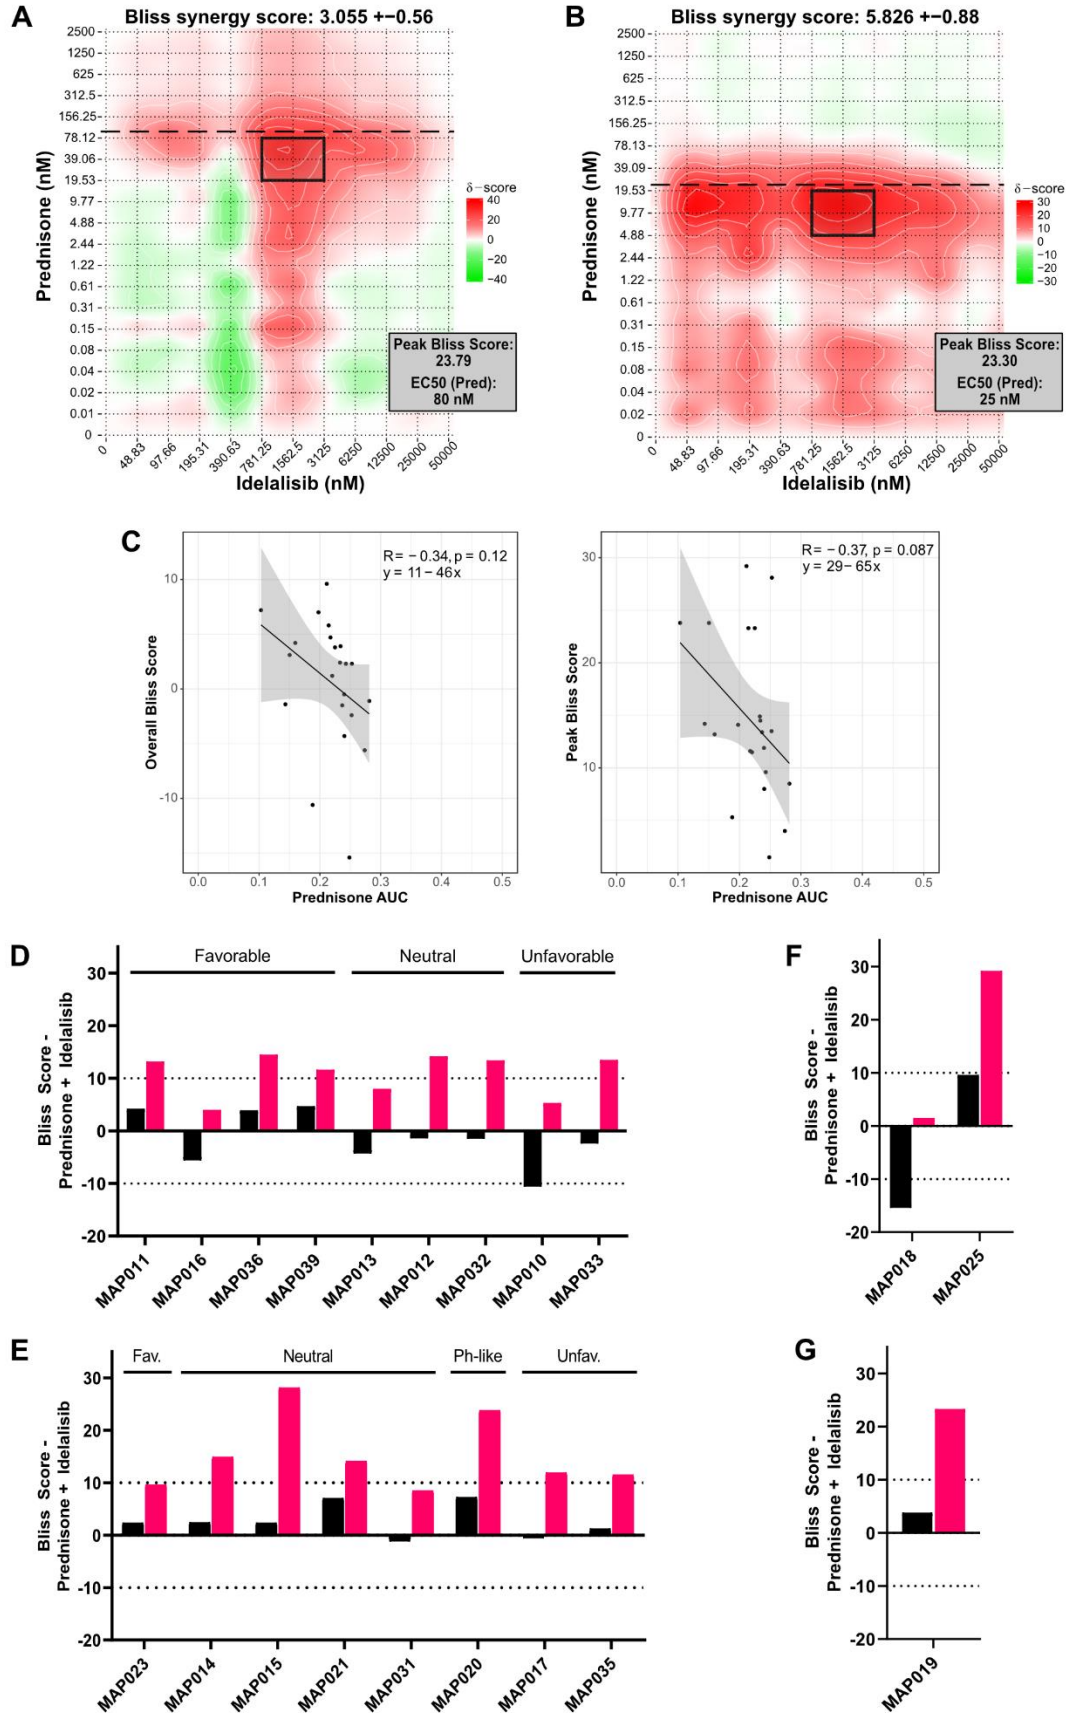 A
Bliss synergy score: 3.055 +−0.56
Prednisone (nM)
2500
1250
625
312.5
156.25
78.12
39.06
19.53
9.77
4.88
2.44
1.22
0.61
0.31
0.15
0.08
0.04
0.02
0.01
0
0 48.83 97.66 195.31 390.63 781.25 1562.5 3125 6250 12500 25000 50000
Idelalisib (nM)
δ−score
40
20
0
−20
−40
Peak Bliss Score:
23.79
EC50 (Pred):
80 nM
B
Bliss synergy score: 5.826 +−0.88
Prednisone (nM)
2500
1250
625
312.5
156.25
78.13
39.09
19.53
9.77
4.88
2.44
1.22
0.61
0.31
0.15
0.08
0.04
0.02
0
0 48.83 97.66 195.31 390.63 781.25 1562.5 3125 6250 12500 25000 50000
Idelalisib (nM)
δ−score
30
20
10
0
−10
−20
−30
Peak Bliss Score:
23.30
EC50 (Pred):
25 nM
C
R= −0.34, p = 0.12
y = 11−46x
Overall Bliss Score
10
0
-10
0.0 0.1 0.2 0.3 0.4 0.5
Prednisone AUC
R= −0.37, p = 0.087
y = 29−65x
Peak Bliss Score
30
20
10
0.0 0.1 0.2 0.3 0.4 0.5
Prednisone AUC
D
Favorable Neutral Unfavorable
Bliss Score -
Prednisone + Idelalisib
30
20
10
0
-10
-20
MAP011 MAP016 MAP036 MAP039 MAP013 MAP012 MAP032 MAP010 MAP033
F
Bliss Score -
Prednisone + Idelalisib
30
20
10
0
-10
-20
MAP018 MAP025
E
Fav. Neutral Ph-like Unfav.
Bliss Score -
Prednisone + Idelalisib
30
20
10
0
-10
-20
MAP023 MAP014 MAP015 MAP021 MAP031 MAP020 MAP017 MAP035
G
Bliss Score -
Prednisone + Idelalisib
30
20
10
0
-10
-20
MAP019